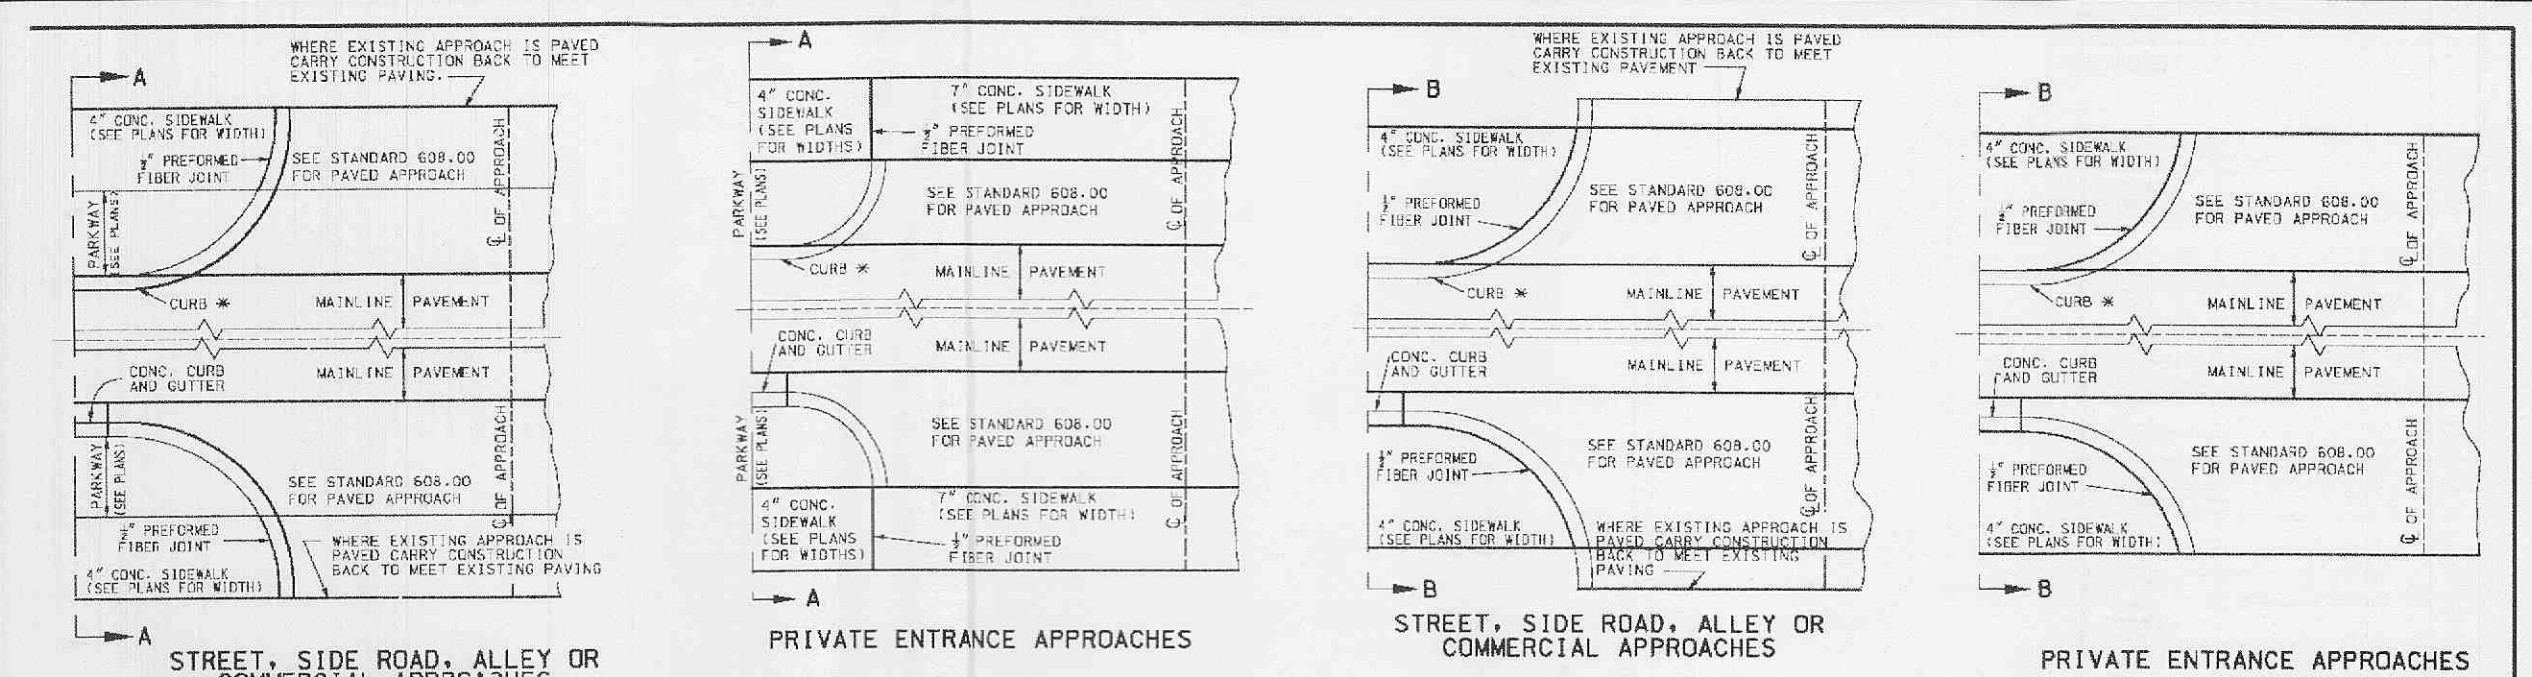 WHERE EXISTING APPROACH IS PAVED
CARRY CONSTRUCTION BACK TO MEET
EXISTING PAVING.
A
4" CONC. SIDEWALK
(SEE PLANS FOR WIDTH)
½" PREFORMED
FIBER JOINT
SEE STANDARD 608.00
FOR PAVED APPROACH
℄ OF APPROACH
PARKWAY
(SEE PLANS)
CURB *
MAINLINE PAVEMENT
CONC. CURB
AND GUTTER
MAINLINE PAVEMENT
PARKWAY
(SEE PLANS)
SEE STANDARD 608.00
FOR PAVED APPROACH
℄ OF APPROACH
½" PREFORMED
FIBER JOINT
WHERE EXISTING APPROACH IS
PAVED CARRY CONSTRUCTION
BACK TO MEET EXISTING PAVING
4" CONC. SIDEWALK
(SEE PLANS FOR WIDTH)
A
STREET, SIDE ROAD, ALLEY OR
COMMERCIAL APPROACHES
A
4" CONC.
SIDEWALK
(SEE PLANS
FOR WIDTHS)
7" CONC. SIDEWALK
(SEE PLANS FOR WIDTH)
½" PREFORMED
FIBER JOINT
℄ OF APPROACH
PARKWAY
(SEE PLANS)
SEE STANDARD 608.00
FOR PAVED APPROACH
CURB *
MAINLINE PAVEMENT
CONC. CURB
AND GUTTER
MAINLINE PAVEMENT
PARKWAY
(SEE PLANS)
SEE STANDARD 608.00
FOR PAVED APPROACH
℄ OF APPROACH
4" CONC.
SIDEWALK
(SEE PLANS
FOR WIDTHS)
7" CONC. SIDEWALK
(SEE PLANS FOR WIDTH)
½" PREFORMED
FIBER JOINT
A
PRIVATE ENTRANCE APPROACHES
WHERE EXISTING APPROACH IS PAVED
CARRY CONSTRUCTION BACK TO MEET
EXISTING PAVEMENT
B
4" CONC. SIDEWALK
(SEE PLANS FOR WIDTH)
½" PREFORMED
FIBER JOINT
SEE STANDARD 608.00
FOR PAVED APPROACH
℄ OF APPROACH
CURB *
MAINLINE PAVEMENT
CONC. CURB
AND GUTTER
MAINLINE PAVEMENT
½" PREFORMED
FIBER JOINT
SEE STANDARD 608.00
FOR PAVED APPROACH
℄ OF APPROACH
4" CONC. SIDEWALK
(SEE PLANS FOR WIDTH)
WHERE EXISTING APPROACH IS
PAVED CARRY CONSTRUCTION
BACK TO MEET EXISTING
PAVING
B
STREET, SIDE ROAD, ALLEY OR
COMMERCIAL APPROACHES
B
4" CONC. SIDEWALK
(SEE PLANS FOR WIDTH)
½" PREFORMED
FIBER JOINT
SEE STANDARD 608.00
FOR PAVED APPROACH
℄ OF APPROACH
CURB *
MAINLINE PAVEMENT
CONC. CURB
AND GUTTER
MAINLINE PAVEMENT
½" PREFORMED
FIBER JOINT
SEE STANDARD 608.00
FOR PAVED APPROACH
℄ OF APPROACH
4" CONC. SIDEWALK
(SEE PLANS FOR WIDTH)
B
PRIVATE ENTRANCE APPROACHES